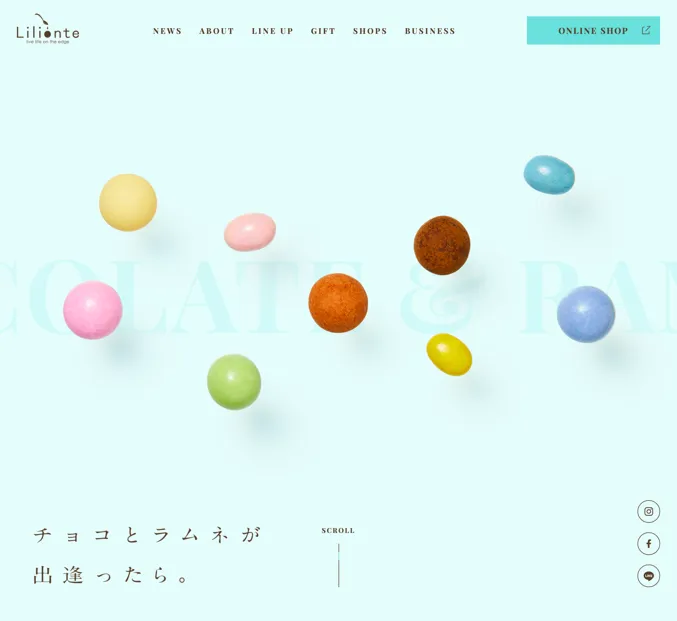 Lilionte
live life on the edge
NEWS ABOUT LINE UP GIFT SHOPS BUSINESS
ONLINE SHOP
COLATE & RAM
SCROLL
チョコとラムネが
出逢ったら。
LINE